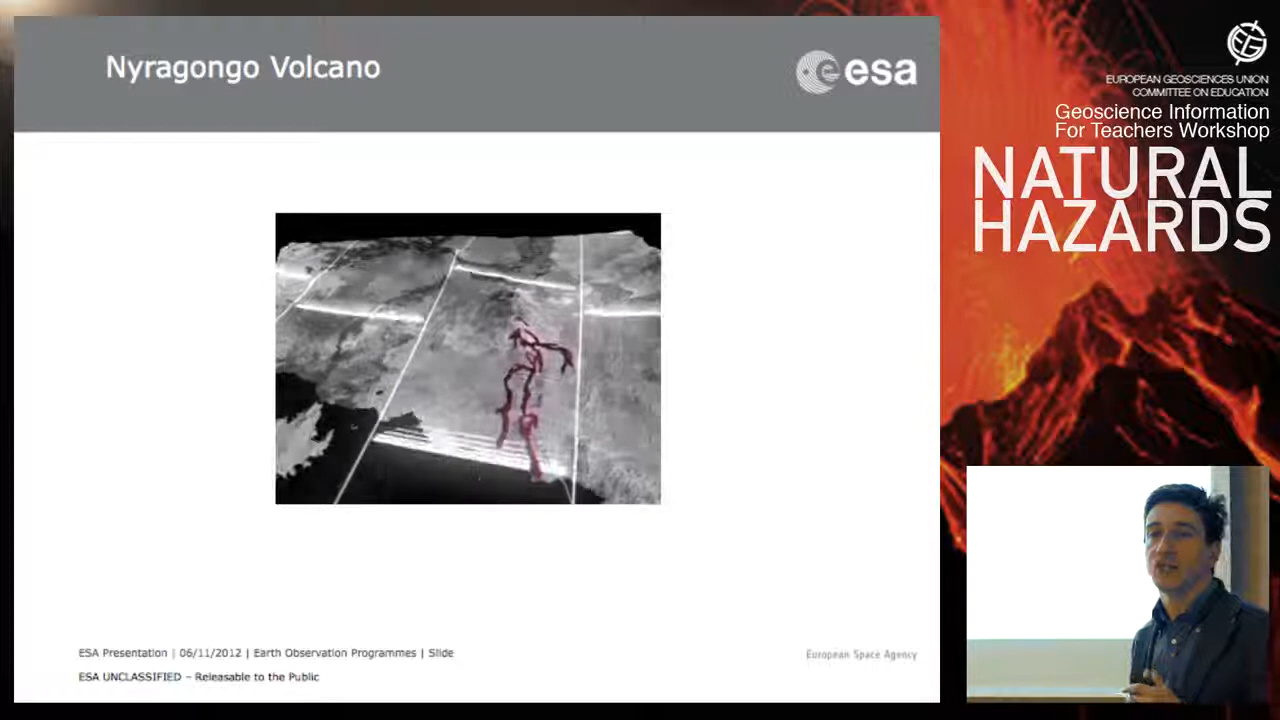 Nyragongo Volcano
esa
ESA Presentation | 06/11/2012 | Earth Observation Programmes | Slide
European Space Agency
ESA UNCLASSIFIED – Releasable to the Public
EUROPEAN GEOSCIENCES UNION
COMMITTEE ON EDUCATION
Geoscience Information
For Teachers Workshop
NATURAL
HAZARDS